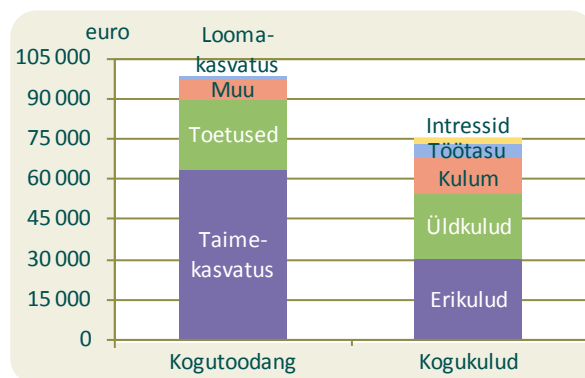 euro
Looma-
kasvatus
105 000
90 000
75 000
60 000
45 000
30 000
15 000
0
Muu
Toetused
Taime-
kasvatus
Intressid
Töötasu
Kulum
Üldkulud
Erikulud
Kogutoodang
Kogukulud